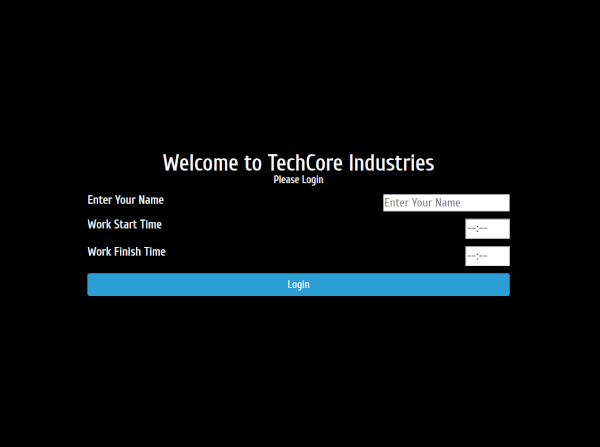 Welcome to TechCore Industries
Please Login
Enter Your Name Enter Your Name
Work Start Time --:--
Work Finish Time --:--
Login